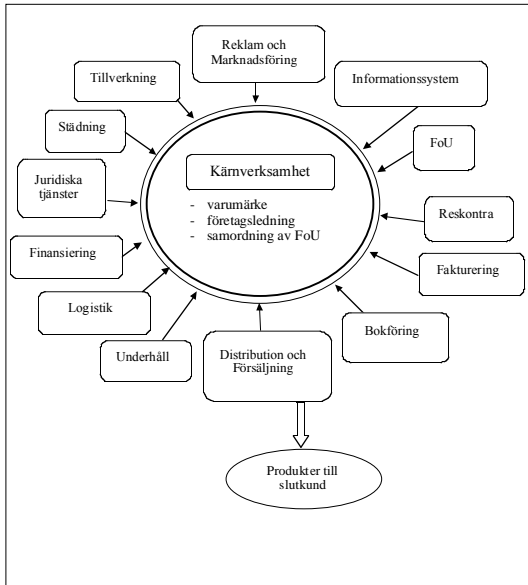 Reklam och
Marknadsföring
Tillverkning
Informationssystem
Städning
FoU
Kärnverksamhet
Juridiska
tjänster
- varumärke
- företagsledning
- samordning av FoU
Reskontra
Finansiering
Fakturering
Logistik
Bokföring
Underhåll
Distribution och
Försäljning
Produkter till
slutkund